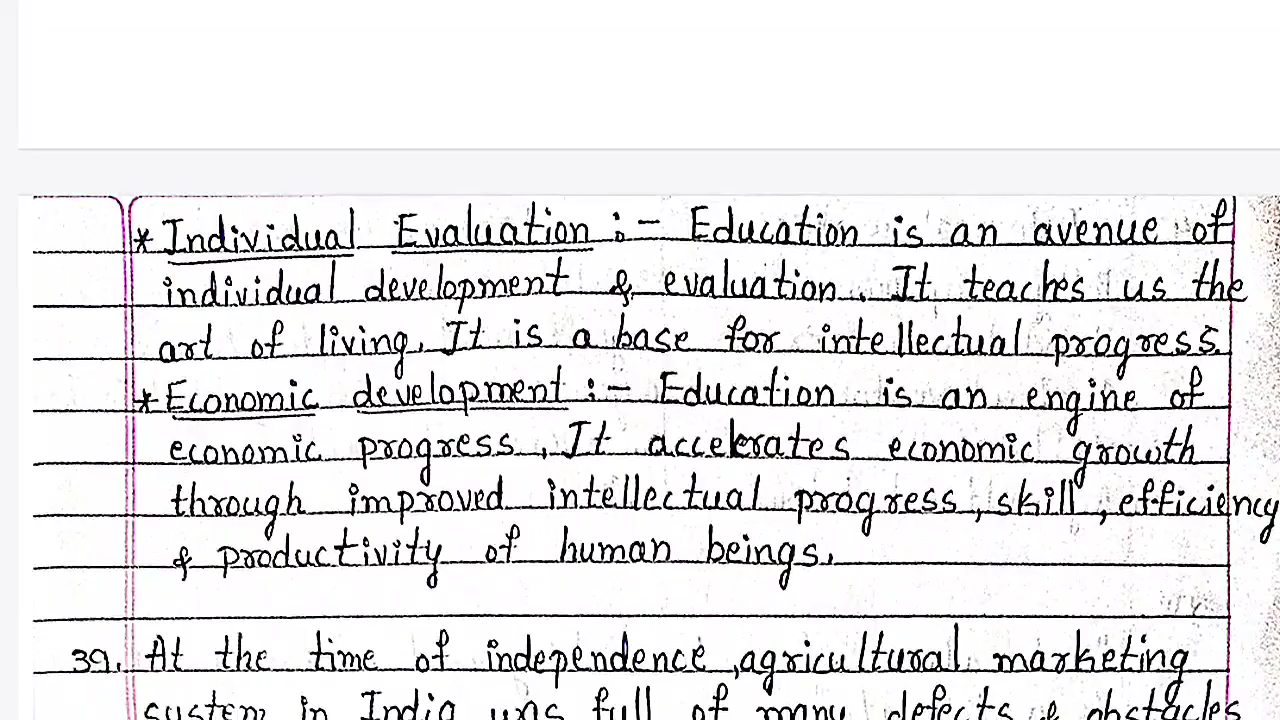 * Individual Evaluation :- Education is an avenue of
individual development & evaluation. It teaches us the
art of living. It is a base for intellectual progress.
* Economic development :- Education is an engine of
economic progress. It accelerates economic growth
through improved intellectual progress, skill, efficiency
& productivity of human beings.
39. At the time of independence, agricultural marketing
system in India was full of many defects & obstacles